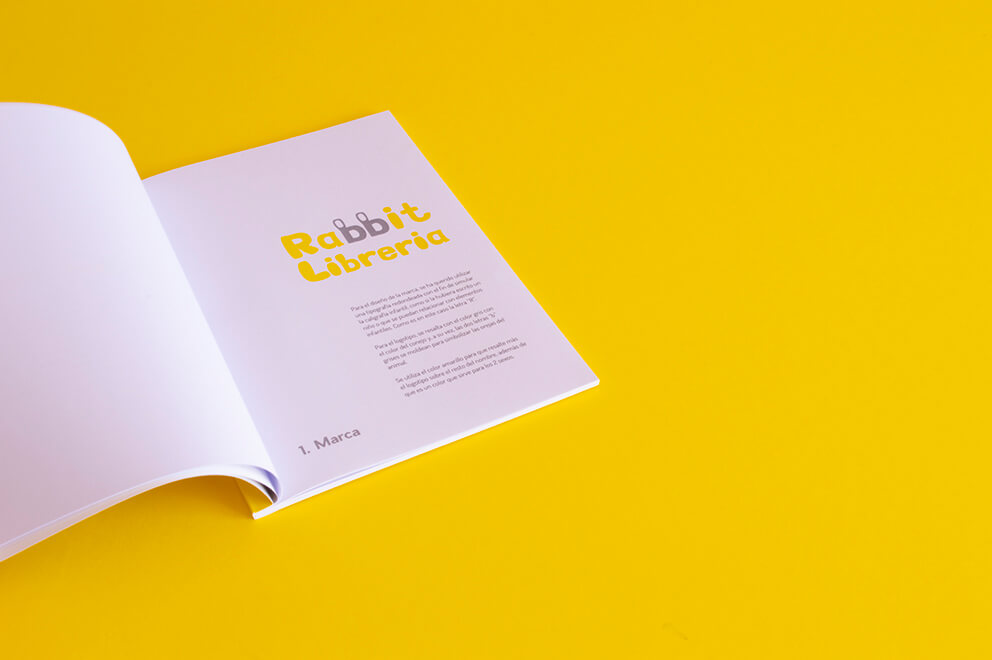 Rabbit
Libreria
Para el diseño de la marca, se ha querido utilizar
una tipografía redondeada con el fin de simular
la caligrafía infantil, como si la hubiera escrito un
niño o que se puedan relacionar con elementos
infantiles. Como es en este caso la letra "R".
Para el logotipo, se resalta con el color gris con
el color del conejo y, a su vez, las dos letras "b"
grises se moldean para simbolizar las orejas del
animal.
Se utiliza el color amarillo para que resalte más
el logotipo sobre el resto del nombre, además de
que es un color que sirve para los 2 sexos.
1. Marca